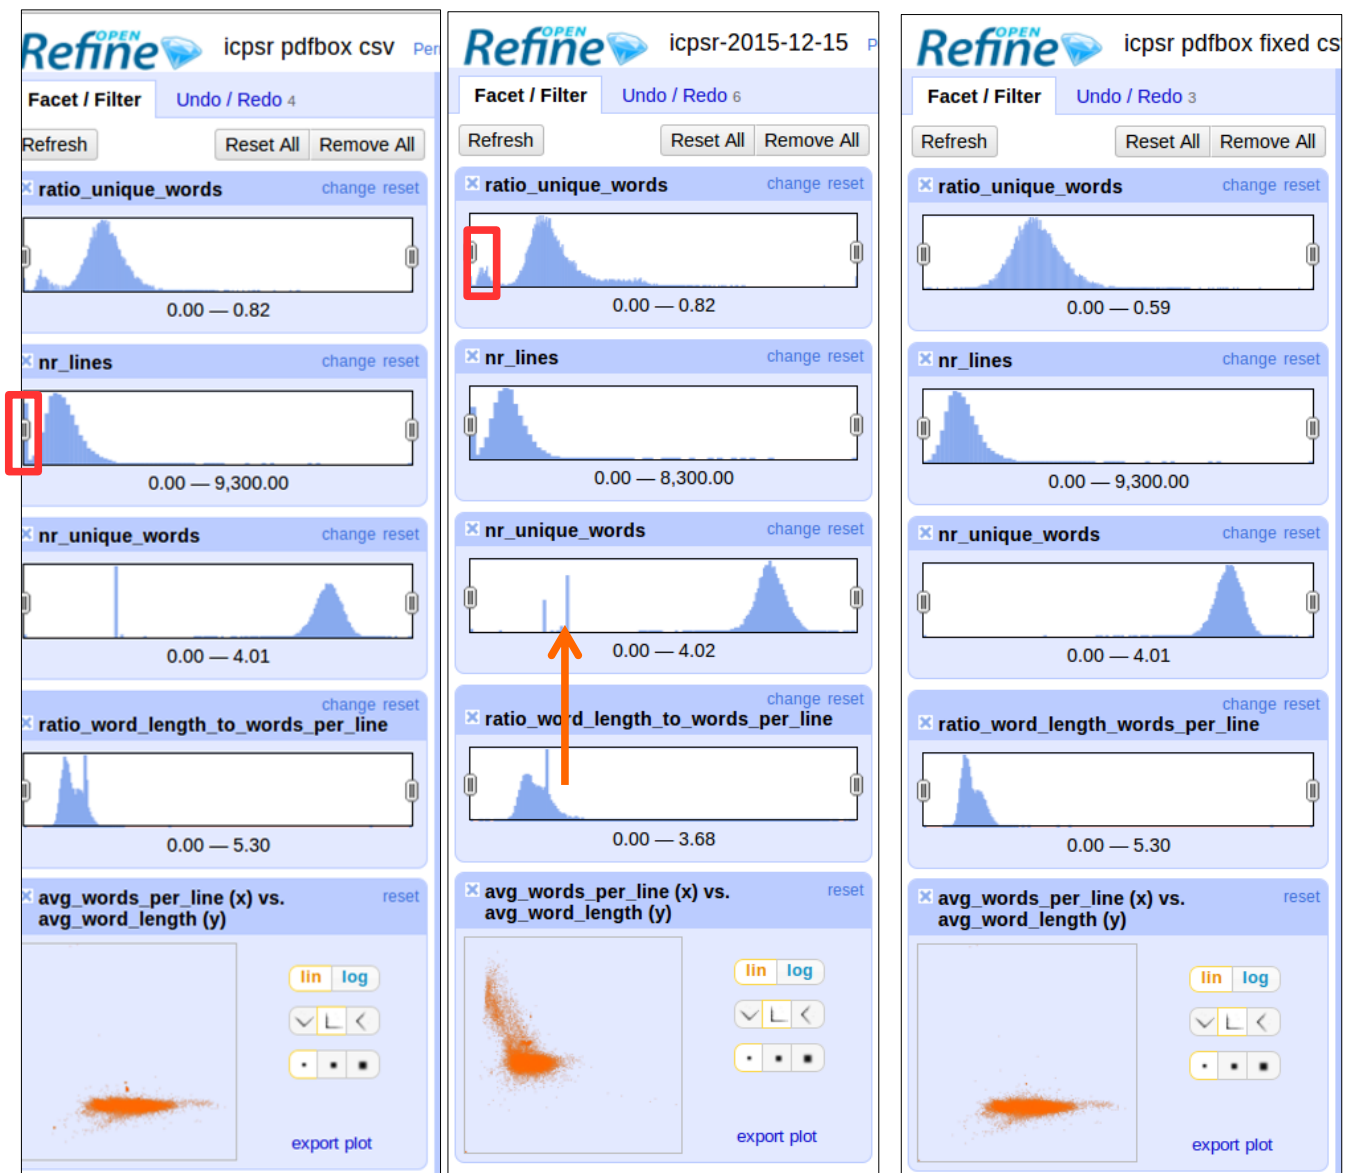 OPEN
Refine
icpsr pdfbox csv
Per
Facet / Filter
Undo / Redo 4
Refresh
Reset All
Remove All
ratio_unique_words
change reset
0.00 — 0.82
nr_lines
change reset
0.00 — 9,300.00
nr_unique_words
change reset
0.00 — 4.01
change reset
ratio_word_length_to_words_per_line
0.00 — 5.30
avg_words_per_line (x) vs.
reset
avg_word_length (y)
lin
log
export plot
OPEN
Refine
icpsr-2015-12-15
P
Facet / Filter
Undo / Redo 6
Refresh
Reset All
Remove All
ratio_unique_words
change reset
0.00 — 0.82
nr_lines
change reset
0.00 — 8,300.00
nr_unique_words
change reset
0.00 — 4.02
change reset
ratio_word_length_to_words_per_line
0.00 — 3.68
avg_words_per_line (x) vs.
reset
avg_word_length (y)
lin
log
export plot
OPEN
Refine
icpsr pdfbox fixed cs
Facet / Filter
Undo / Redo 3
Refresh
Reset All
Remove All
ratio_unique_words
change reset
0.00 — 0.59
nr_lines
change reset
0.00 — 9,300.00
nr_unique_words
change reset
0.00 — 4.01
change reset
ratio_word_length_words_per_line
0.00 — 5.30
avg_words_per_line (x) vs.
reset
avg_word_length (y)
lin
log
export plot